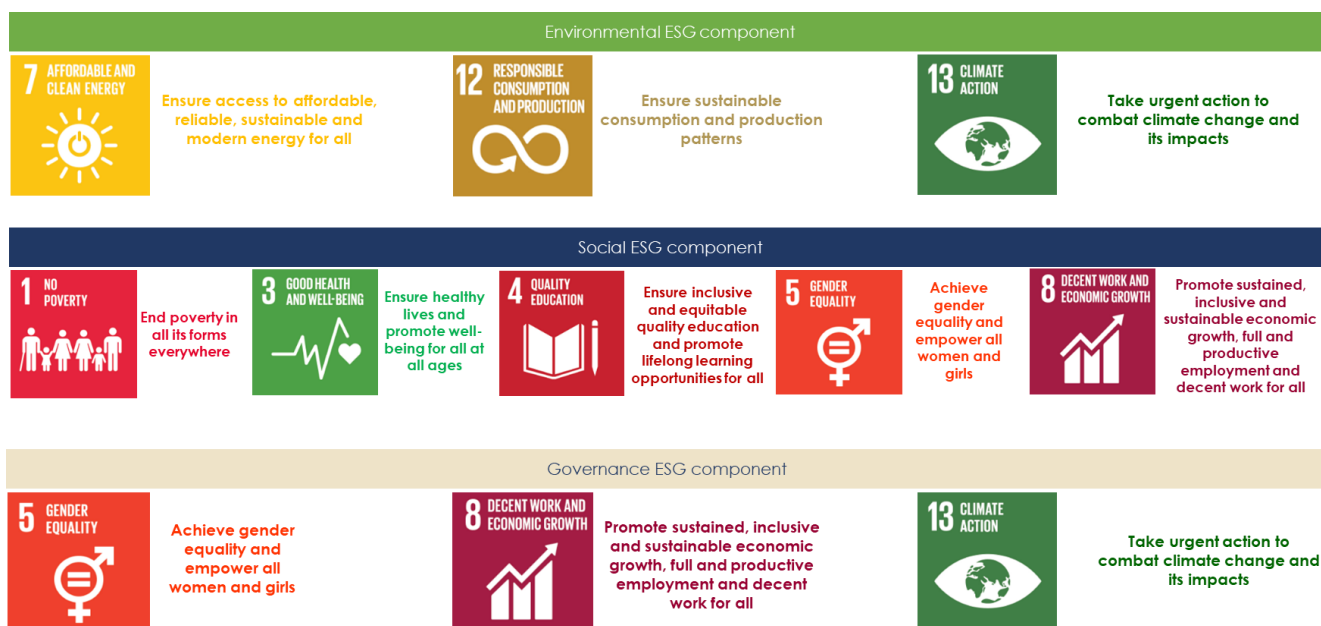 Environmental ESG component
7 AFFORDABLE AND
CLEAN ENERGY
Ensure access to affordable,
reliable, sustainable and
modern energy for all
12 RESPONSIBLE
CONSUMPTION
AND PRODUCTION
Ensure sustainable
consumption and production
patterns
13 CLIMATE
ACTION
Take urgent action to
combat climate change and
its impacts
Social ESG component
1 NO
POVERTY
End poverty in
all its forms
everywhere
3 GOOD HEALTH
AND WELL-BEING
Ensure healthy
lives and
promote well-
being for all at
all ages
4 QUALITY
EDUCATION
Ensure inclusive
and equitable
quality education
and promote
lifelong learning
opportunities for all
5 GENDER
EQUALITY
Achieve
gender
equality and
empower all
women and
girls
8 DECENT WORK AND
ECONOMIC GROWTH
Promote sustained,
inclusive and
sustainable economic
growth, full and
productive
employment and
decent work for all
Governance ESG component
5 GENDER
EQUALITY
Achieve gender
equality and
empower all
women and girls
8 DECENT WORK AND
ECONOMIC GROWTH
Promote sustained, inclusive
and sustainable economic
growth, full and productive
employment and decent
work for all
13 CLIMATE
ACTION
Take urgent action to
combat climate change and
its impacts